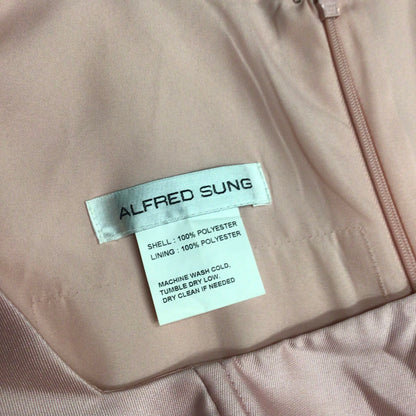 ALFRED SUNG
SHELL : 100% POLYESTER
LINING : 100% POLYESTER
MACHINE WASH COLD,
TUMBLE DRY LOW.
DRY CLEAN IF NEEDED